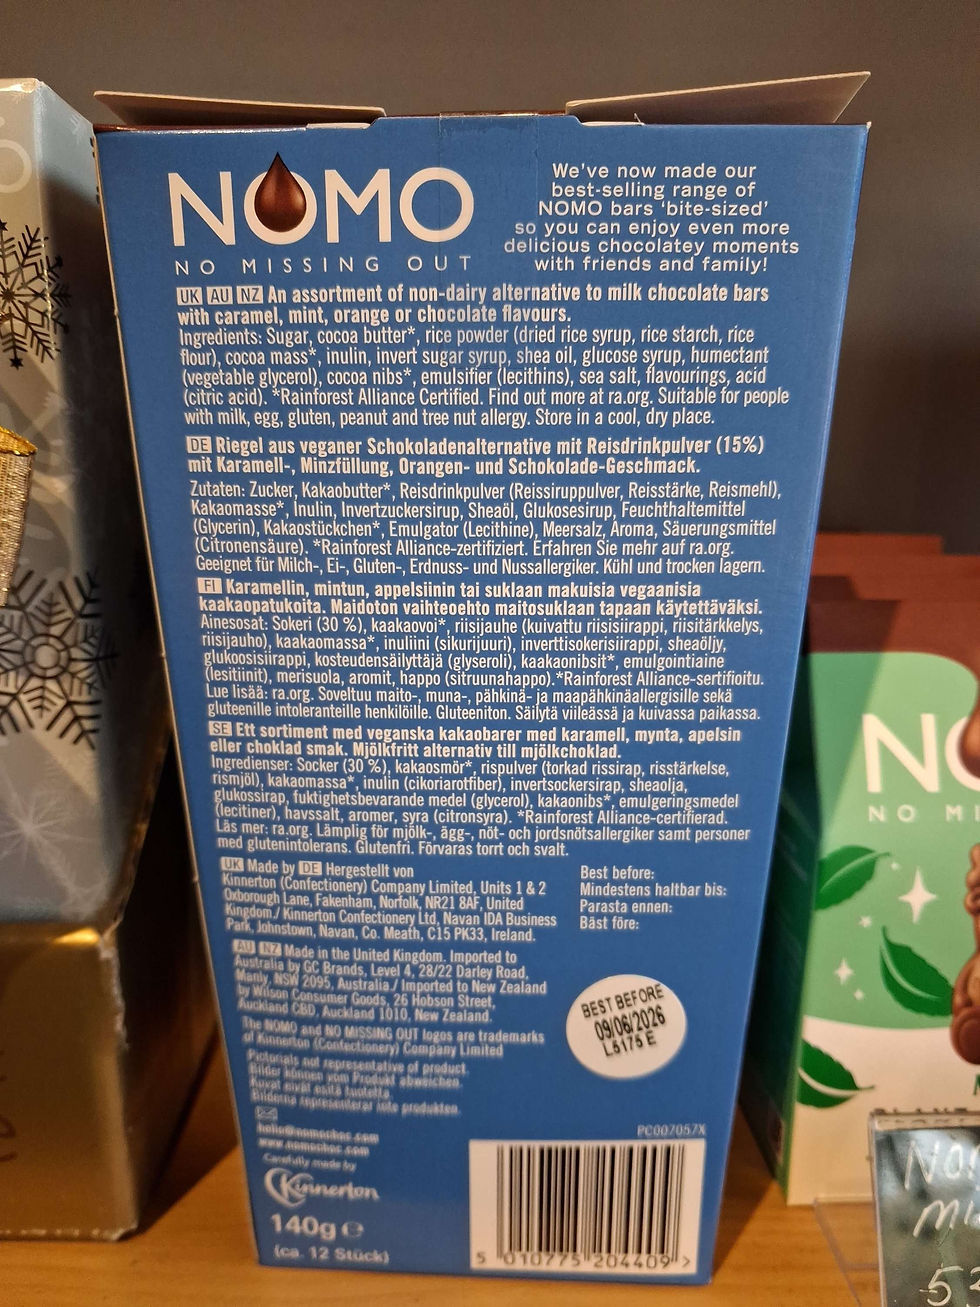 NOMO
NO MISSING OUT
We've now made our
best-selling range of
NOMO bars 'bite-sized'
so you can enjoy even more
delicious chocolatey moments
with friends and family!
UK AU NZ An assortment of non-dairy alternative to milk chocolate bars
with caramel, mint, orange or chocolate flavours.
Ingredients: Sugar, cocoa butter*, rice powder (dried rice syrup, rice starch, rice
flour), cocoa mass*, inulin, invert sugar syrup, shea oil, glucose syrup, humectant
(vegetable glycerol), cocoa nibs*, emulsifier (lecithins), sea salt, flavourings, acid
(citric acid). *Rainforest Alliance Certified. Find out more at ra.org. Suitable for people
with milk, egg, gluten, peanut and tree nut allergy. Store in a cool, dry place.
DE Riegel aus veganer Schokoladenalternative mit Reisdrinkpulver (15%)
mit Karamell-, Minzfüllung, Orangen- und Schokolade-Geschmack.
Zutaten: Zucker, Kakaobutter*, Reisdrinkpulver (Reissiruppulver, Reisstärke, Reismehl),
Kakaomasse*, Inulin, Invertzuckersirup, Sheaöl, Glukosesirup, Feuchthaltemittel
(Glycerin), Kakaostückchen*, Emulgator (Lecithine), Meersalz, Aroma, Säuerungsmittel
(Citronensäure). *Rainforest Alliance-zertifiziert. Erfahren Sie mehr auf ra.org.
Geeignet für Milch-, Ei-, Gluten-, Erdnuss- und Nussallergiker. Kühl und trocken lagern.
FI Karamellin, mintun, appelsiinin tai suklaan makuisia vegaanisia
kaakaopatukoita. Maidoton vaihteoehto maitosuklaan tapaan käytettäväksi.
Ainesosat: Sokeri (30 %), kaakaovoi*, riisijauhe (kuivattu riisisiirappi, riisitärkkelys,
riisijauho), kaakaomassa*, inuliini (sikurijuuri), inverttisokerisiirappi, sheaöljy,
glukoosisiirappi, kosteudensäilyttäjä (glyseroli), kaakaonibsit*, emulgointiaine
(lesitiinit), merisuola, aromit, happo (sitruunahappo).*Rainforest Alliance-sertifioitu.
Lue lisää: ra.org. Soveltuu maito-, muna-, pähkinä- ja maapähkinäallergisille sekä
gluteenille intoleranteille henkilöille. Gluteeniton. Säilytä viileässä ja kuivassa paikassa.
SE Ett sortiment med veganska kakaobarer med karamell, mynta, apelsin
eller choklad smak. Mjölkfritt alternativ till mjölkchoklad.
Ingredienser: Socker (30 %), kakaosmör*, rispulver (torkad rissirap, risstärkelse,
rismjöl), kakaomassa*, inulin (cikoriarotfiber), invertsockersirap, sheaolja,
glukossirap, fuktighetsbevarande medel (glycerol), kakaonibs*, emulgeringsmedel
(lecitiner), havssalt, aromer, syra (citronsyra). *Rainforest Alliance-certifierad.
Läs mer: ra.org. Lämplig för mjölk-, ägg-, nöt- och jordsnötsallergiker samt personer
med glutenintolerans. Glutenfri. Förvaras torrt och svalt.
UK Made by DE Hergestellt von
Kinnerton (Confectionery) Company Limited, Units 1 & 2
Oxborough Lane, Fakenham, Norfolk, NR21 8AF, United
Kingdom./ Kinnerton Confectionery Ltd, Navan IDA Business
Park, Johnstown, Navan, Co. Meath, C15 PK33, Ireland.
AU NZ Made in the United Kingdom. Imported to
Australia by GC Brands, Level 4, 28/22 Darley Road,
Manly, NSW 2095, Australia./ Imported to New Zealand
by Wilson Consumer Goods, 26 Hobson Street,
Auckland CBD, Auckland 1010, New Zealand.
The NOMO and NO MISSING OUT logos are trademarks
of Kinnerton (Confectionery) Company Limited
Pictorials not representative of product.
Bilder können vom Produkt abweichen.
Kuvat eivät esitä tuotetta.
Bilderna representerar inte produkten.
hello@nomochoc.com
www.nomochoc.com
Carefully made by
Kinnerton
140g e
(ca. 12 Stück)
Best before:
Mindestens haltbar bis:
Parasta ennen:
Bäst före:
BEST BEFORE
09/06/2026
L5175 E
PC007057X
5 010775 204409 >
NO
NO M